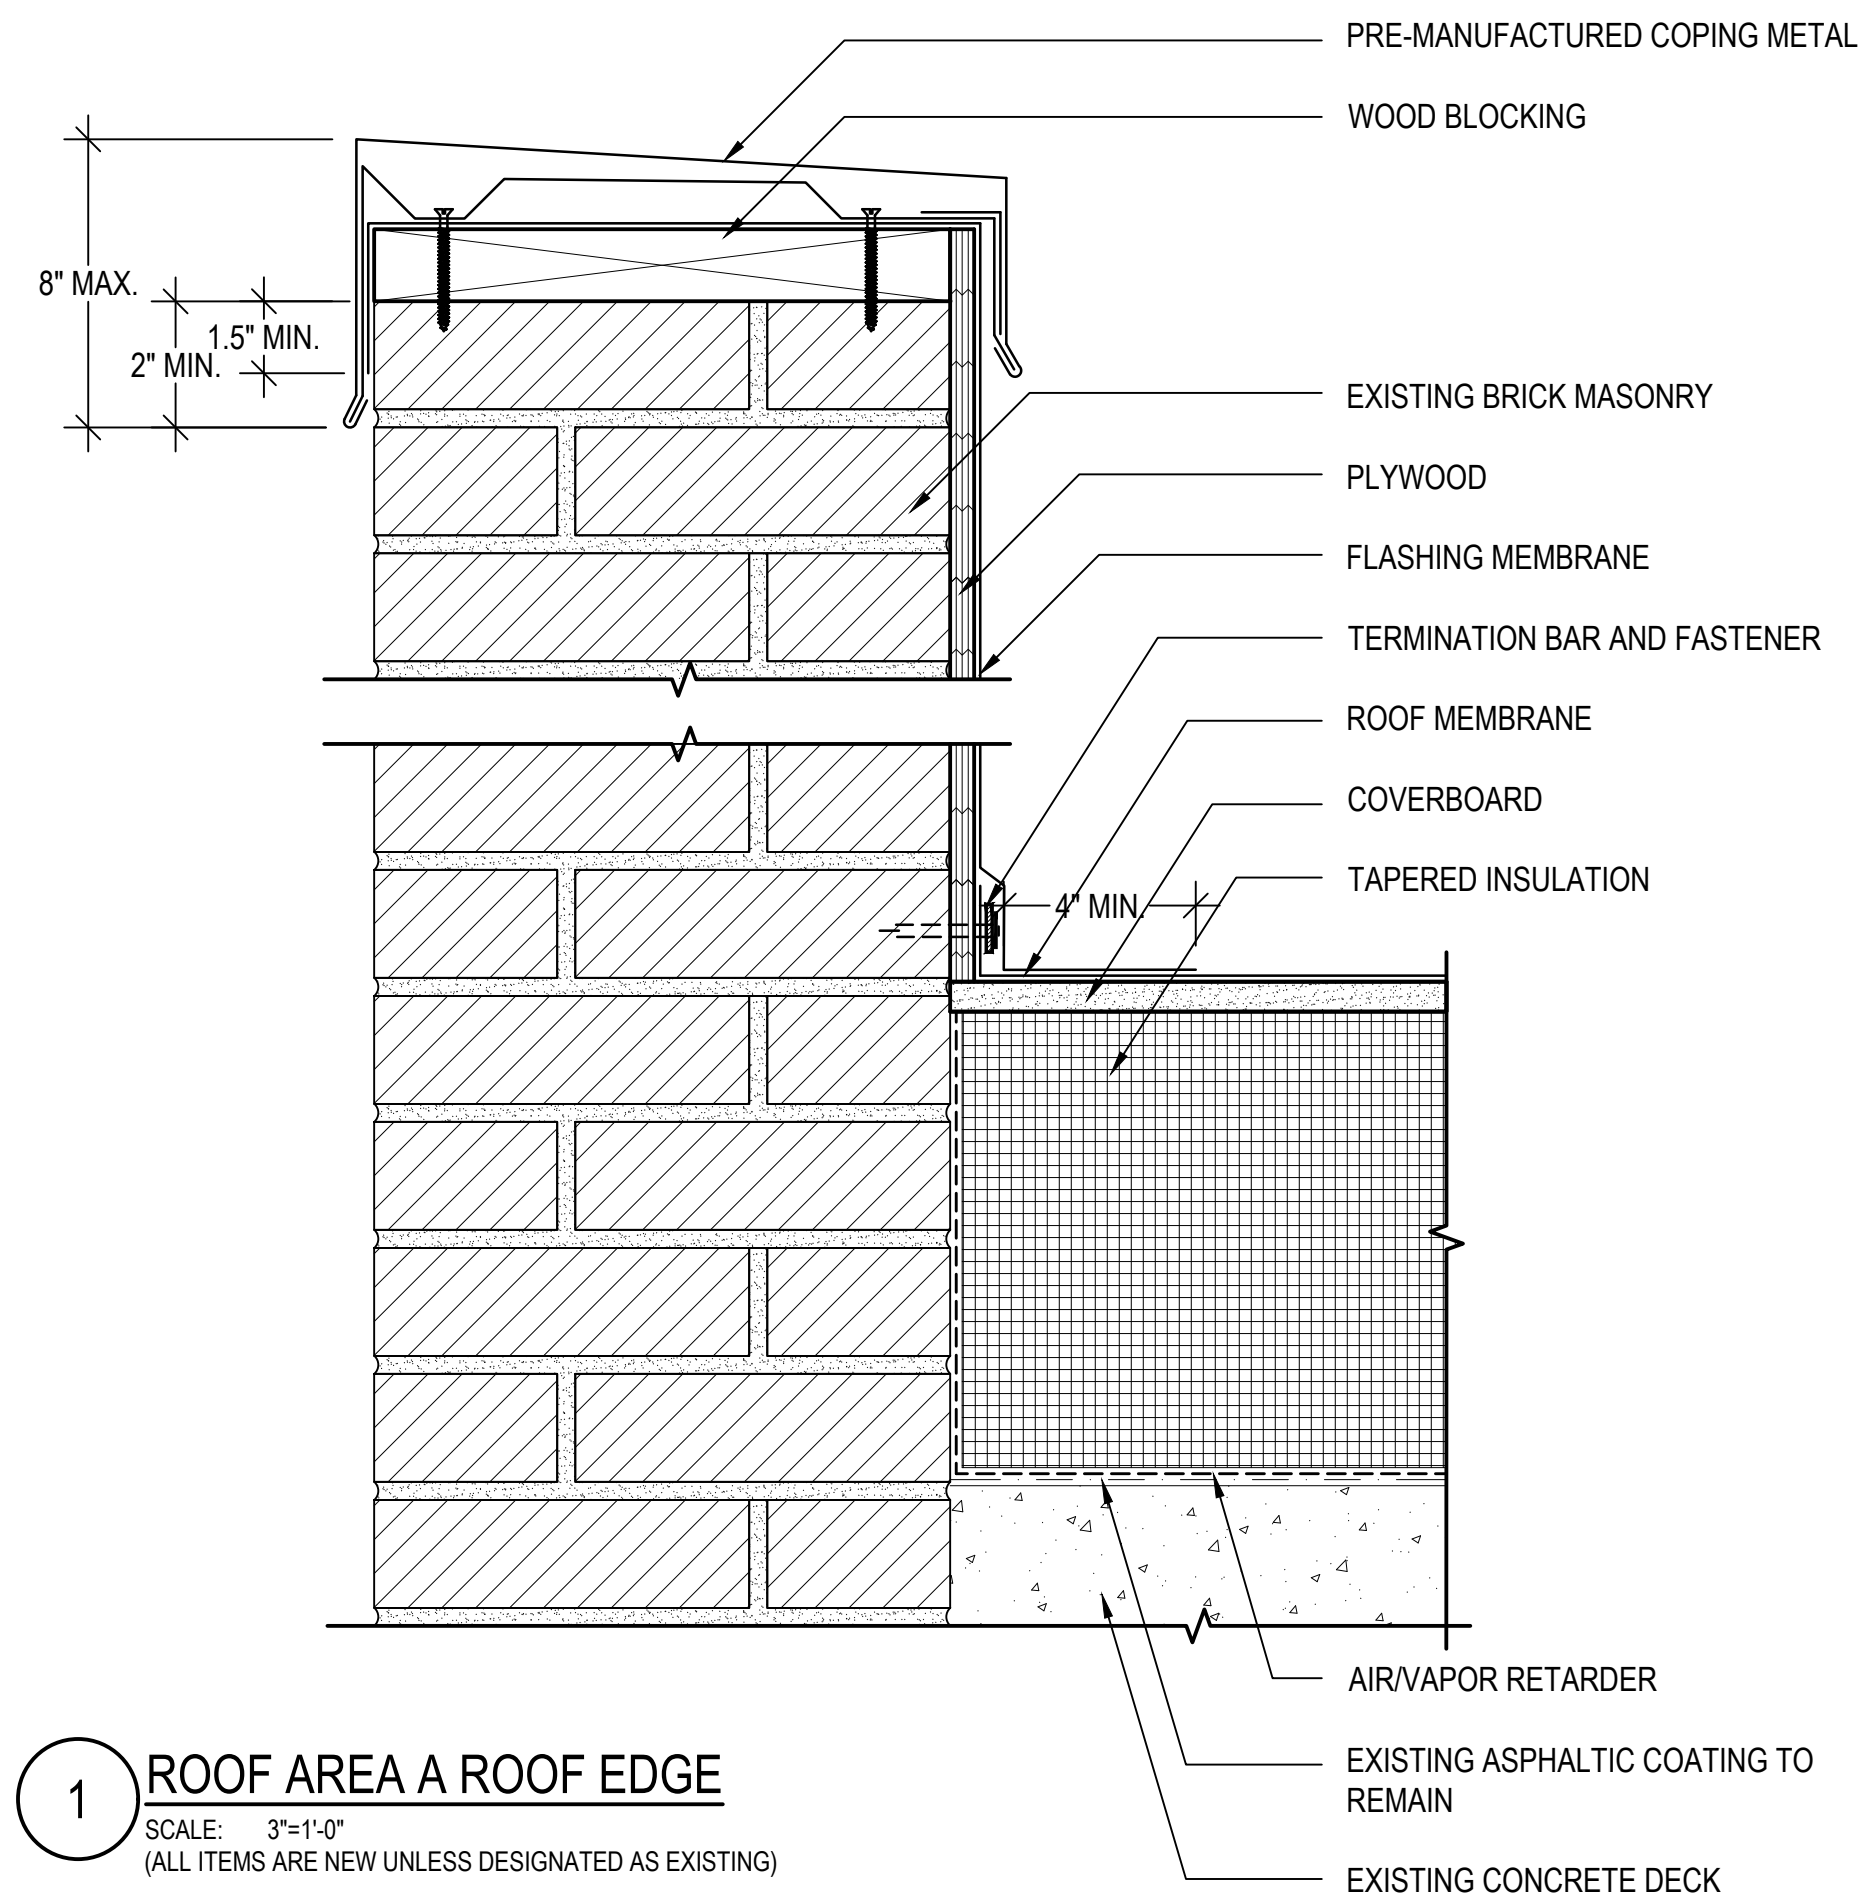 PRE-MANUFACTURED COPING METAL
WOOD BLOCKING
8" MAX.
1.5" MIN.
2" MIN.
EXISTING BRICK MASONRY
PLYWOOD
FLASHING MEMBRANE
TERMINATION BAR AND FASTENER
ROOF MEMBRANE
COVERBOARD
TAPERED INSULATION
4" MIN.
AIR/VAPOR RETARDER
EXISTING ASPHALTIC COATING TO
REMAIN
EXISTING CONCRETE DECK
1
ROOF AREA A ROOF EDGE
SCALE: 3"=1'-0"
(ALL ITEMS ARE NEW UNLESS DESIGNATED AS EXISTING)